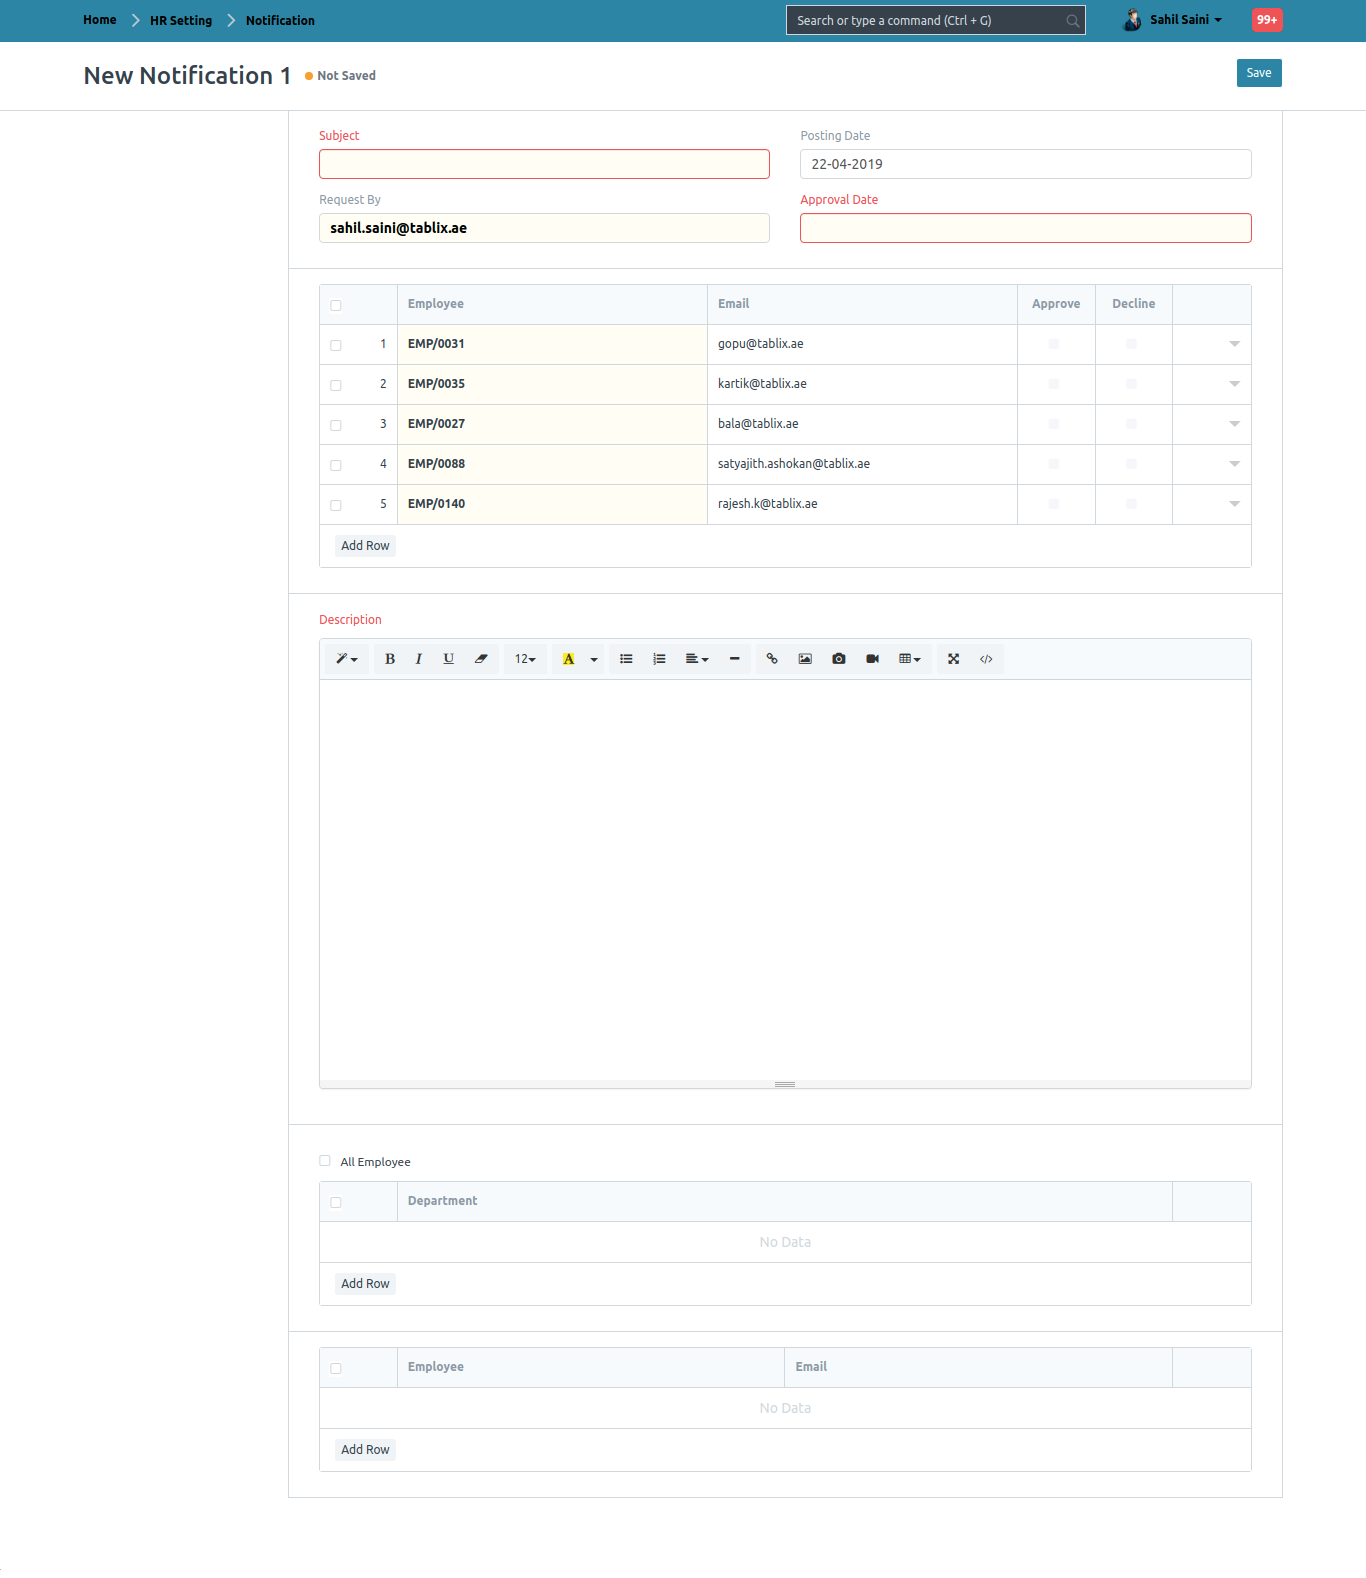 Home HR Setting Notification Search or type a command (Ctrl + G) Sahil Saini 99+
New Notification 1 Not Saved Save
Subject Posting Date
22-04-2019
Request By Approval Date
sahil.saini@tablix.ae
Employee Email Approve Decline
1 EMP/0031 gopu@tablix.ae
2 EMP/0035 kartik@tablix.ae
3 EMP/0027 bala@tablix.ae
4 EMP/0088 satyajith.ashokan@tablix.ae
5 EMP/0140 rajesh.k@tablix.ae
Add Row
Description
B I U 12 A </>
All Employee
Department
No Data
Add Row
Employee Email
No Data
Add Row